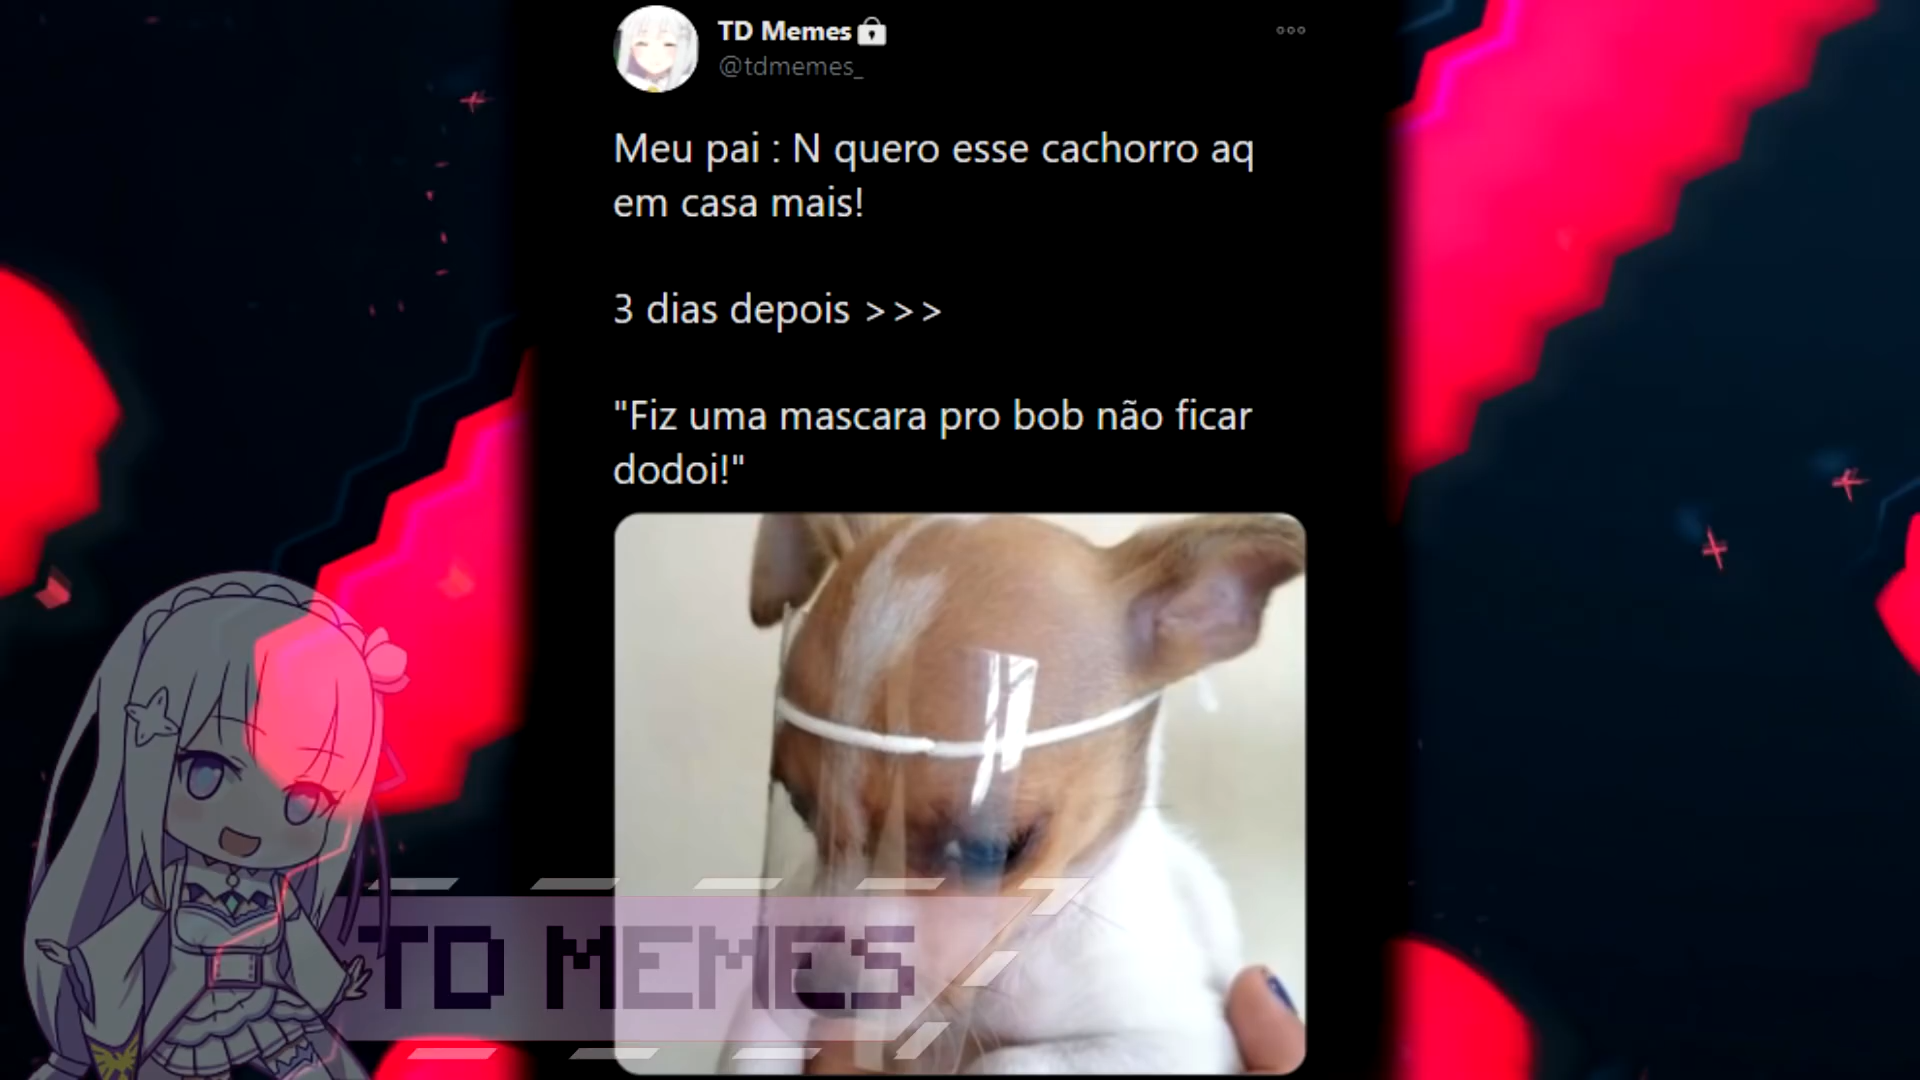 TD Memes
@tdmemes_
Meu pai : N quero esse cachorro aq
em casa mais!
3 dias depois >>>
"Fiz uma mascara pro bob não ficar
dodoi!"
TD MEMES